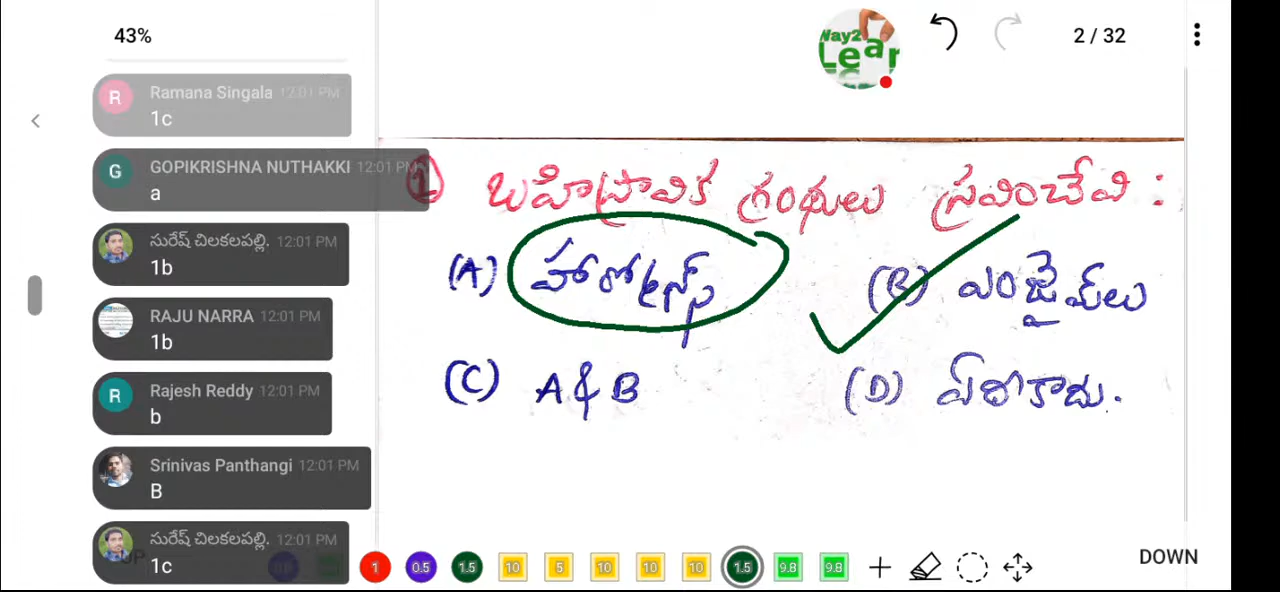 43%
Way2
Lear
2 / 32
R Ramana Singala 12:01 PM
1c
G GOPIKRISHNA NUTHAKKI 12:01 PM
a
సురేష్ చిలకలపల్లి. 12:01 PM
1b
RAJU NARRA 12:01 PM
1b
R Rajesh Reddy 12:01 PM
b
Srinivas Panthangi 12:01 PM
B
సురేష్ చిలకలపల్లి. 12:01 PM
1c
1) బహిస్రావిక గ్రంథులు స్రవించేవి :
(A) హార్మోన్స్ (B) ఎంజైమ్‌లు
(C) A & B (D) ఏదీకాదు.
UP 1 0.5 1.5 10 5 10 10 10 1.5 9.8 9.8
DOWN